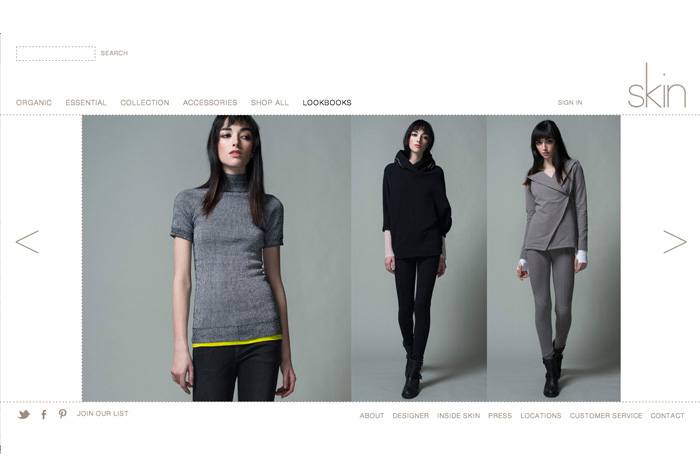 SEARCH
skin
ORGANIC ESSENTIAL COLLECTION ACCESSORIES SHOP ALL LOOKBOOKS SIGN IN
JOIN OUR LIST
ABOUT DESIGNER INSIDE SKIN PRESS LOCATIONS CUSTOMER SERVICE CONTACT